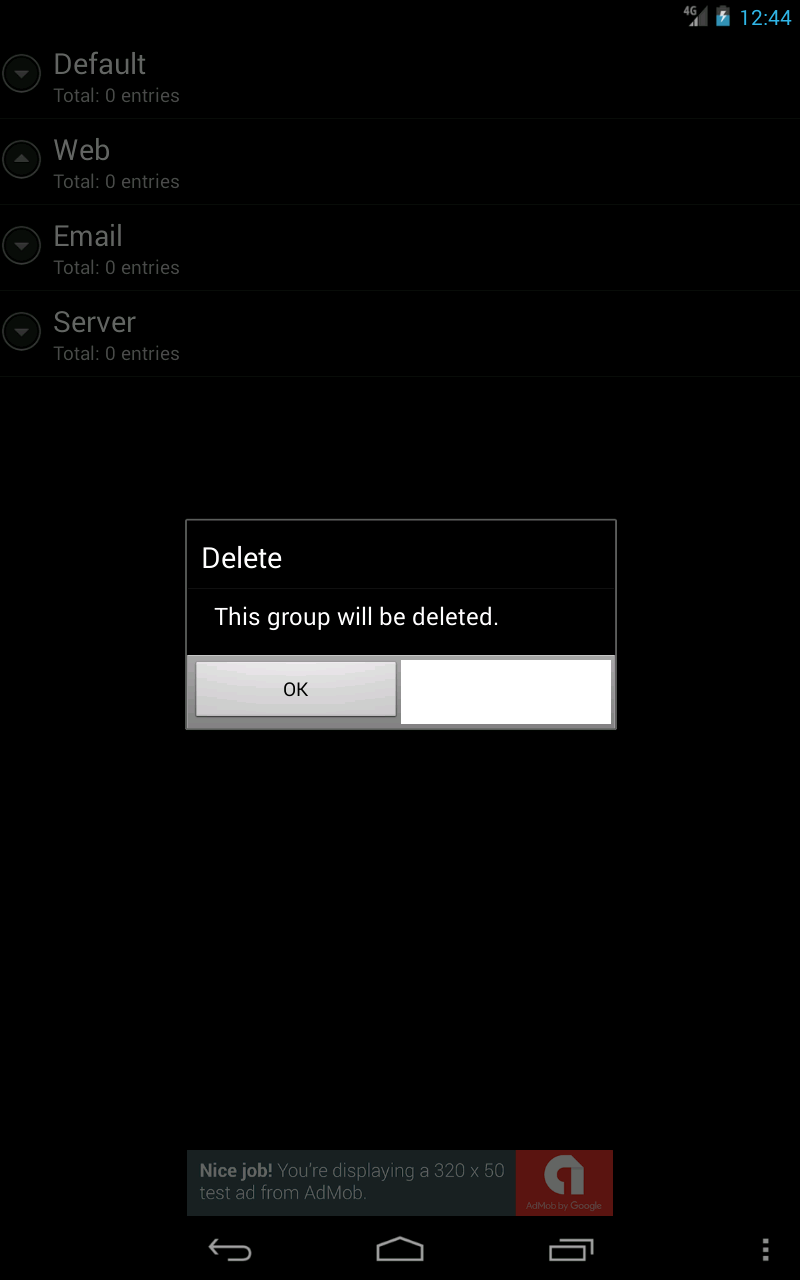 4G 12:44
Default
Total: 0 entries
Web
Total: 0 entries
Email
Total: 0 entries
Server
Total: 0 entries
Delete
This group will be deleted.
OK
Nice job! You're displaying a 320 x 50
test ad from AdMob.
AdMob by Google